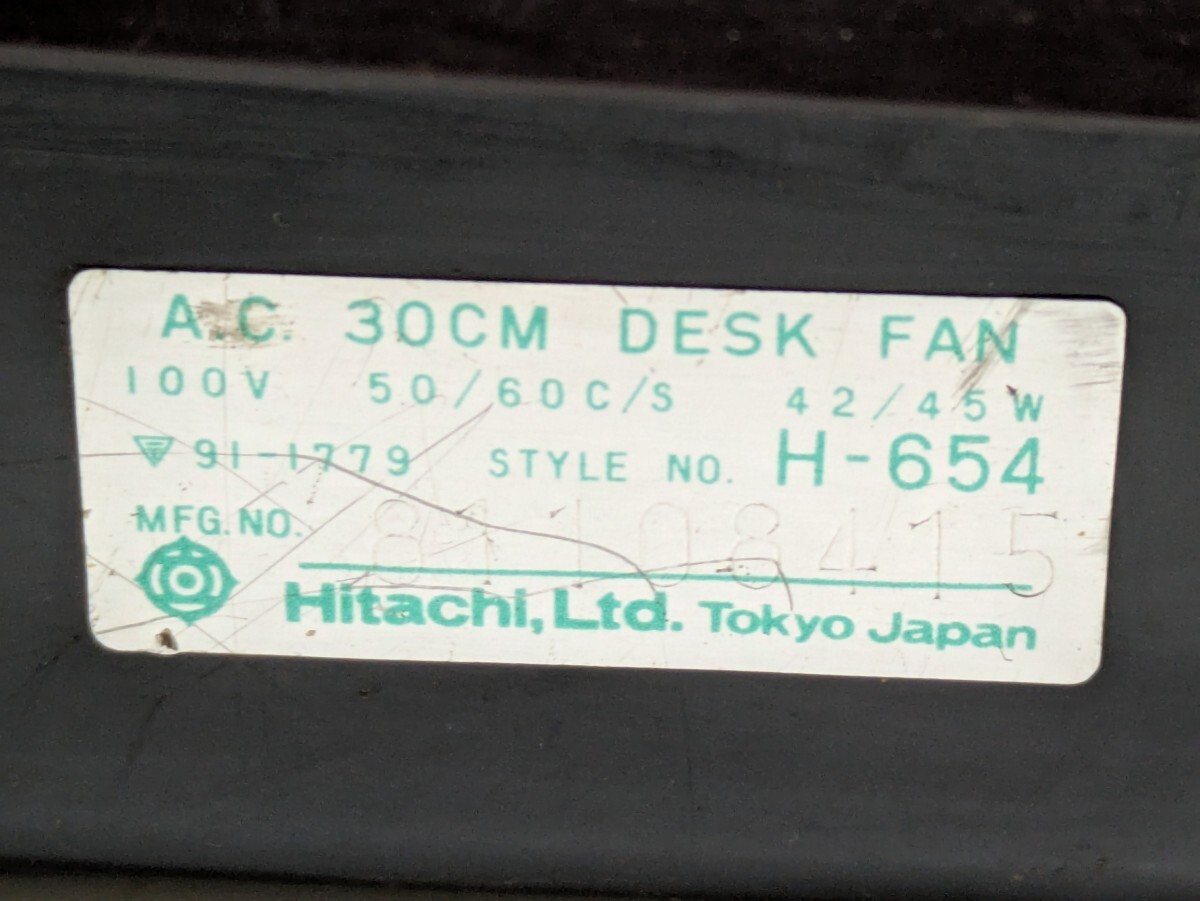 A.C. 30CM DESK FAN
100V 50/60C/S 42/45W
91-1779 STYLE NO. H-654
MFG.NO. 81108415
Hitachi, Ltd. Tokyo Japan